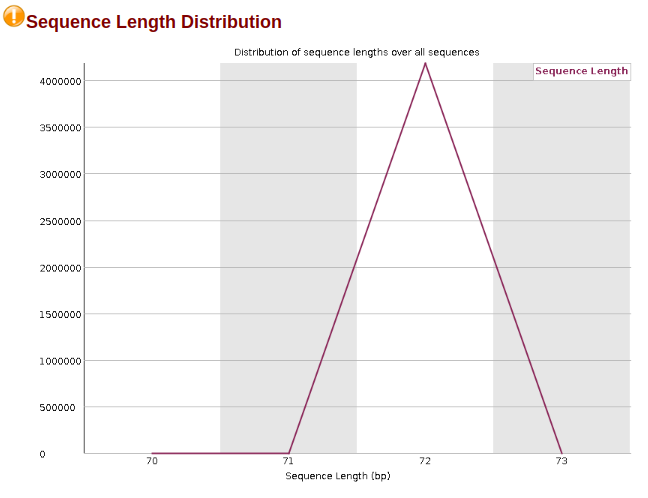 Sequence Length Distribution
Distribution of sequence lengths over all sequences
Sequence Length
4000000
3500000
3000000
2500000
2000000
1500000
1000000
500000
0
70 71 72 73
Sequence Length (bp)